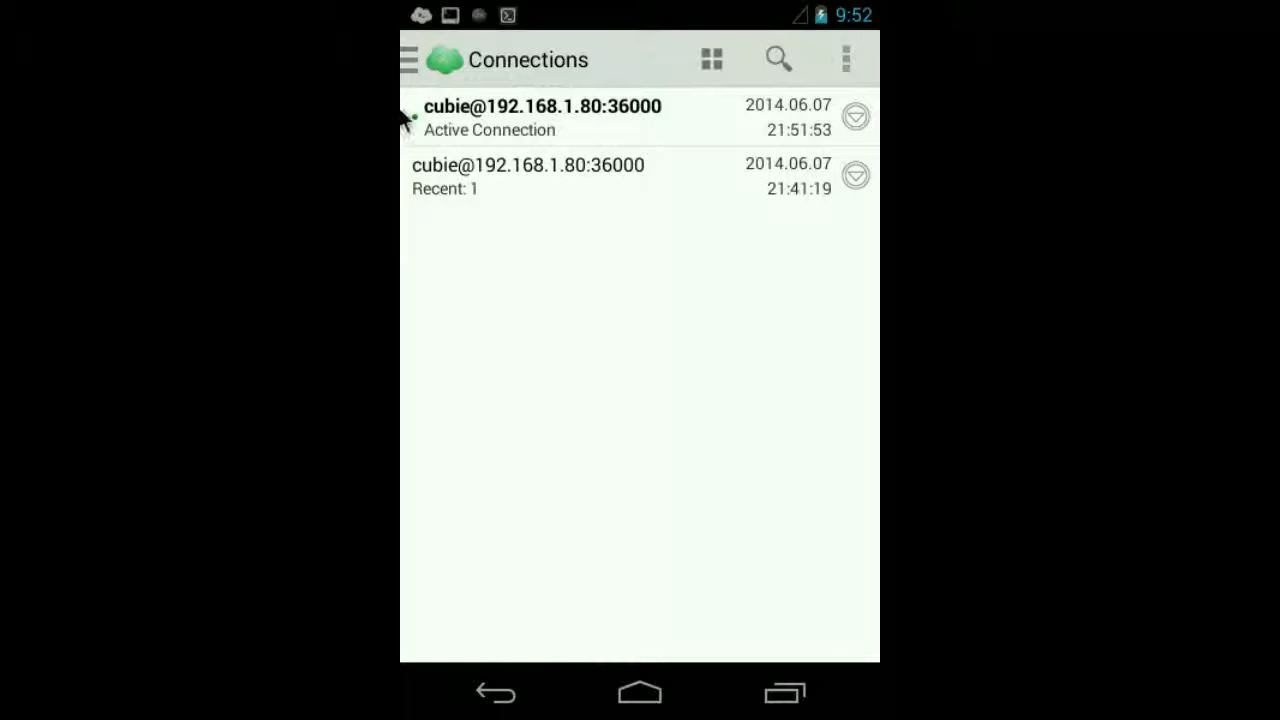 9:52
Connections
cubie@192.168.1.80:36000
2014.06.07
Active Connection
21:51:53
cubie@192.168.1.80:36000
2014.06.07
Recent: 1
21:41:19